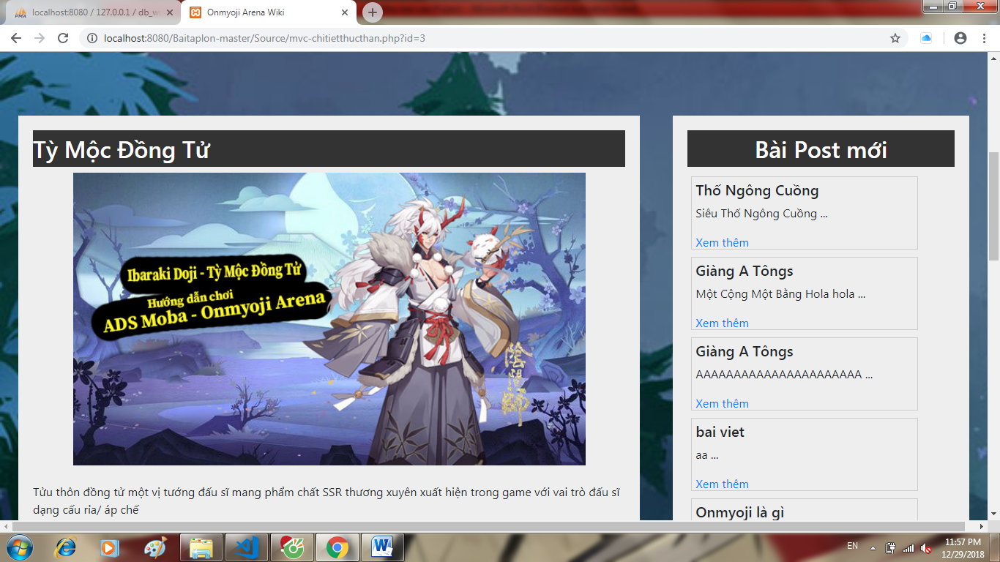 localhost:8080 / 127.0.0.1 / db_w
Onmyoji Arena Wiki
localhost:8080/Baitaplon-master/Source/mvc-chitietthucthan.php?id=3
Tỳ Mộc Đồng Tử
Ibaraki Doji - Tỳ Mộc Đồng Tử
Hướng dẫn chơi
ADS Moba - Onmyoji Arena
陰陽師
Tửu thôn đồng tử một vị tướng đấu sĩ mang phẩm chất SSR thương xuyên xuất hiện trong game với vai trò đấu sĩ
dạng cấu rỉa/ áp chế
Bài Post mới
Thố Ngông Cuồng
Siêu Thố Ngông Cuồng ...
Xem thêm
Giàng A Tôngs
Một Cộng Một Bằng Hola hola ...
Xem thêm
Giàng A Tôngs
AAAAAAAAAAAAAAAAAAAAAA ...
Xem thêm
bai viet
aa ...
Xem thêm
Onmyoji là gì
EN
11:57 PM
12/29/2018